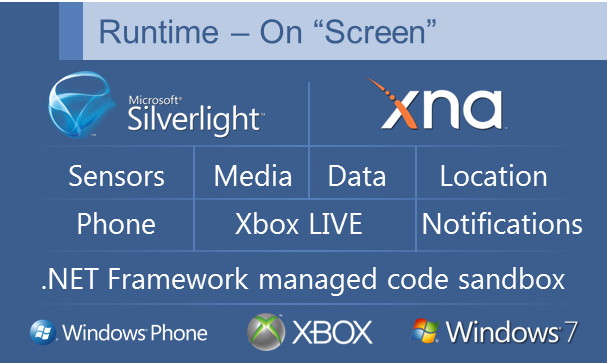 Runtime – On “Screen”
Microsoft®
Silverlight™
xna
Sensors Media Data Location
Phone Xbox LIVE Notifications
.NET Framework managed code sandbox
Windows Phone XBOX Windows 7